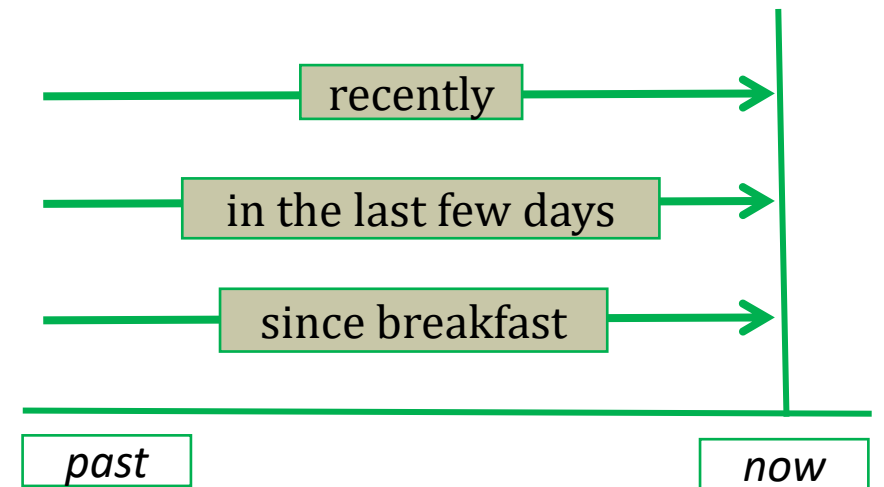 recently
in the last few days
since breakfast
past
now